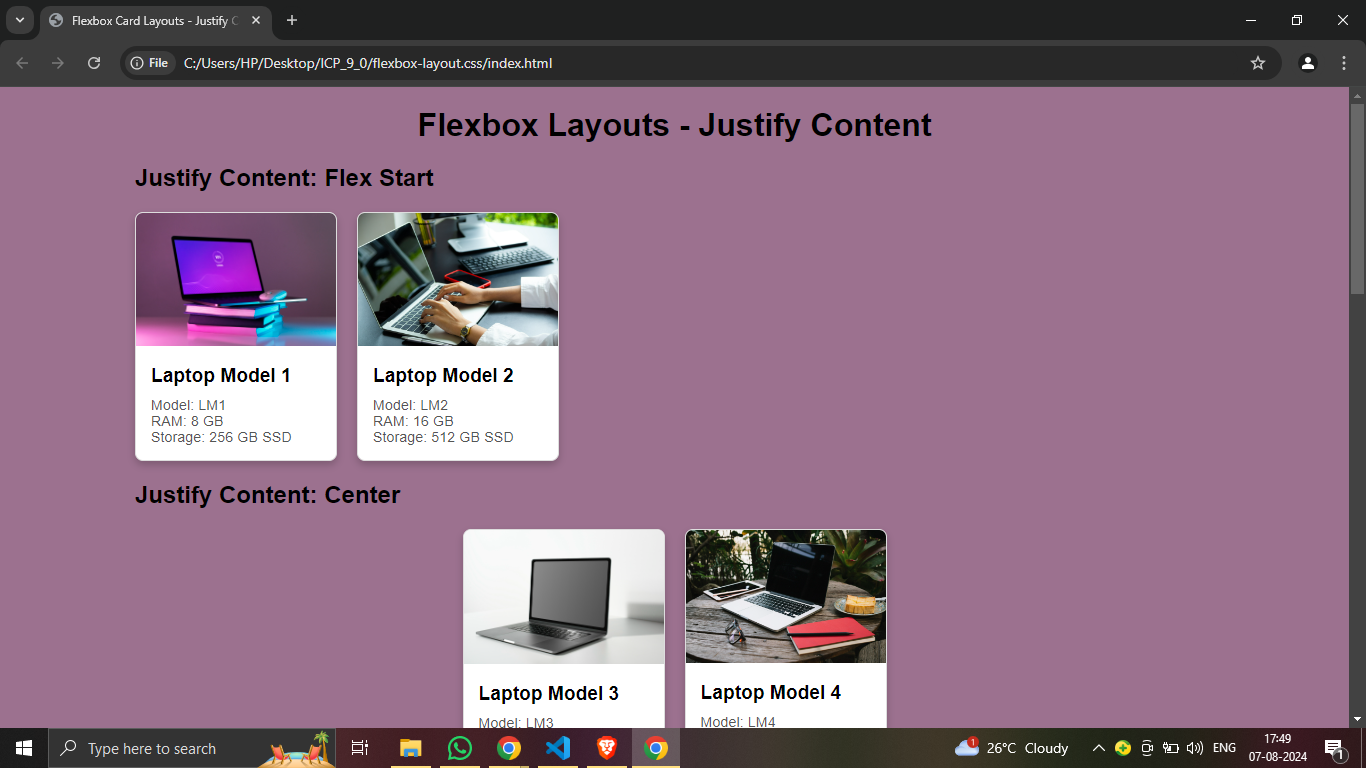 Flexbox Card Layouts - Justify C
File
C:/Users/HP/Desktop/ICP_9_0/flexbox-layout.css/index.html
Flexbox Layouts - Justify Content
Justify Content: Flex Start
Laptop Model 1
Model: LM1
RAM: 8 GB
Storage: 256 GB SSD
Laptop Model 2
Model: LM2
RAM: 16 GB
Storage: 512 GB SSD
Justify Content: Center
Laptop Model 3
Model: LM3
Laptop Model 4
Model: LM4
Type here to search
1
26°C Cloudy
ENG
17:49
07-08-2024
1